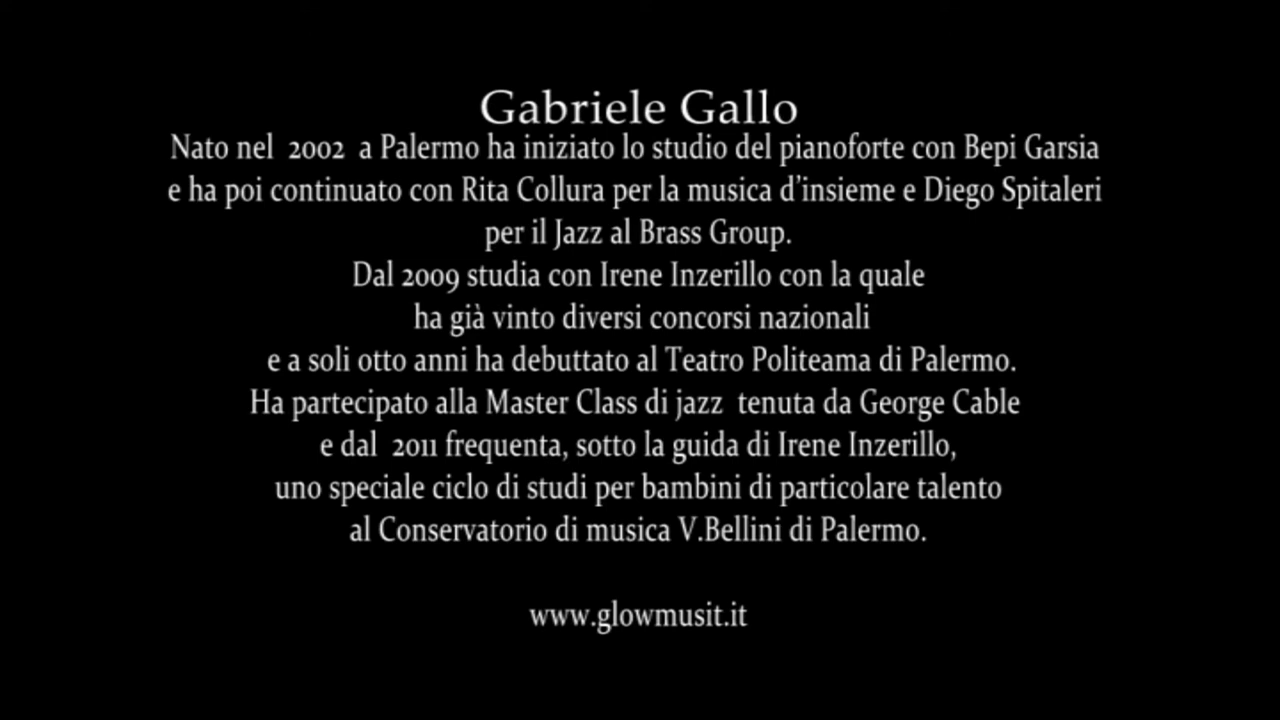 Gabriele Gallo
Nato nel 2002 a Palermo ha iniziato lo studio del pianoforte con Bepi Garsia
e ha poi continuato con Rita Collura per la musica d’insieme e Diego Spitaleri
per il Jazz al Brass Group.
Dal 2009 studia con Irene Inzerillo con la quale
ha già vinto diversi concorsi nazionali
e a soli otto anni ha debuttato al Teatro Politeama di Palermo.
Ha partecipato alla Master Class di jazz tenuta da George Cable
e dal 2011 frequenta, sotto la guida di Irene Inzerillo,
uno speciale ciclo di studi per bambini di particolare talento
al Conservatorio di musica V.Bellini di Palermo.
www.glowmusit.it